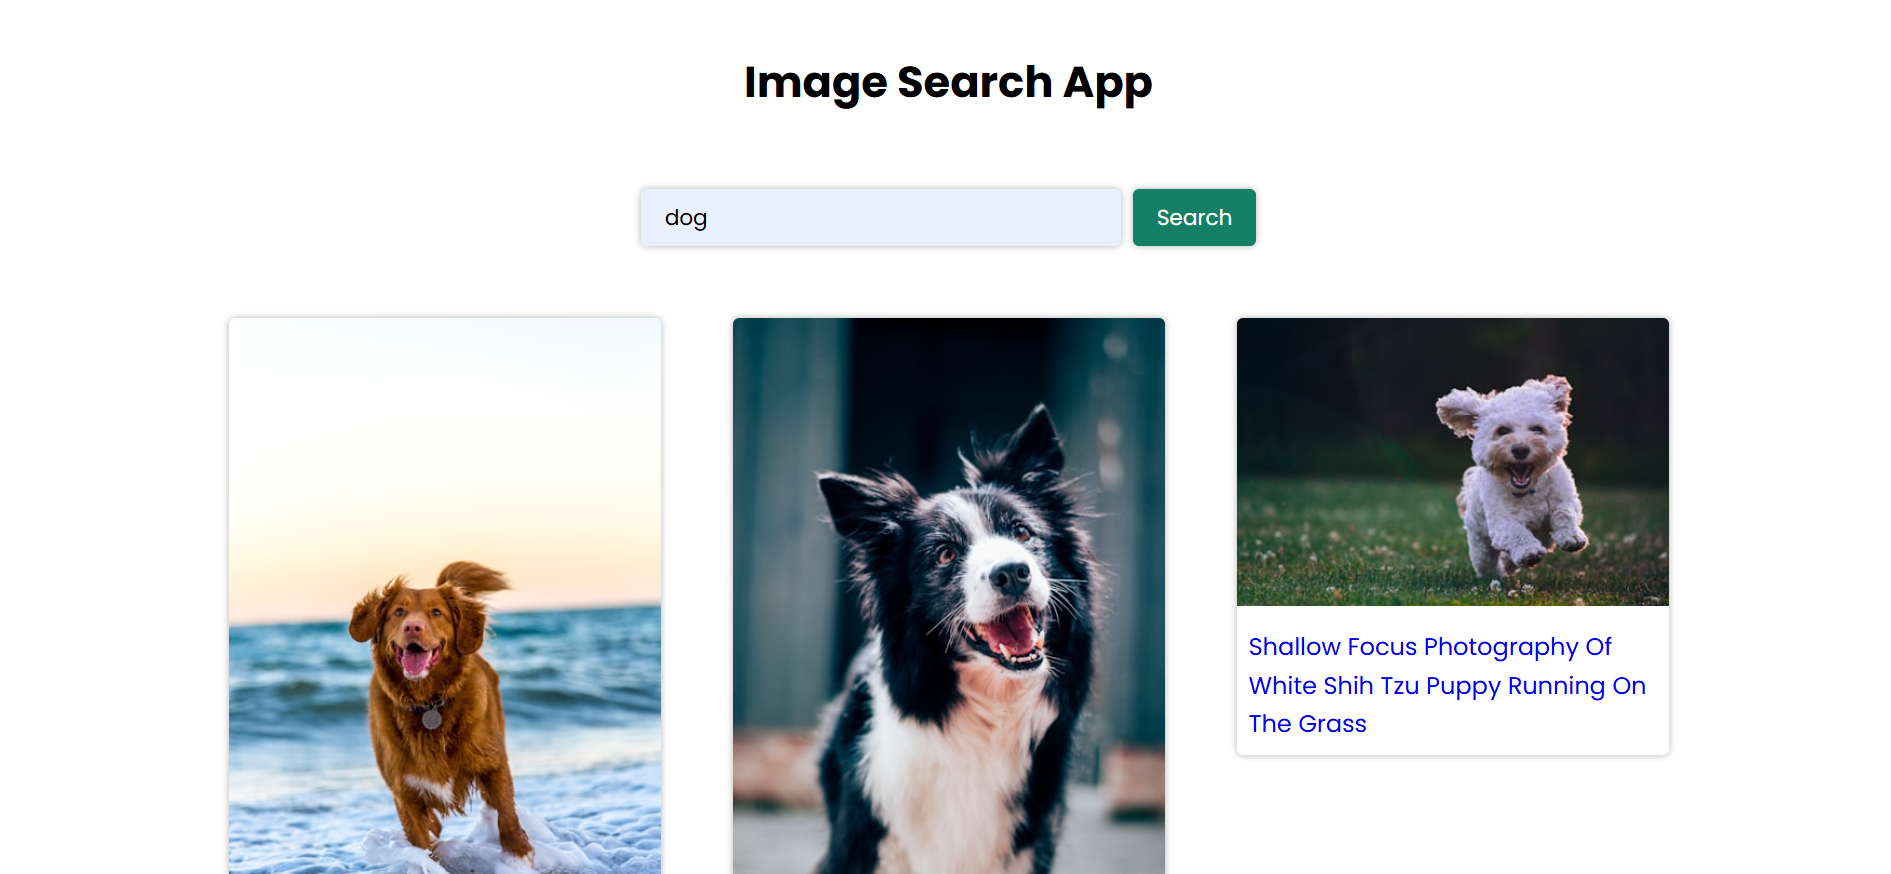 Image Search App
dog
Search
Shallow Focus Photography Of
White Shih Tzu Puppy Running On
The Grass